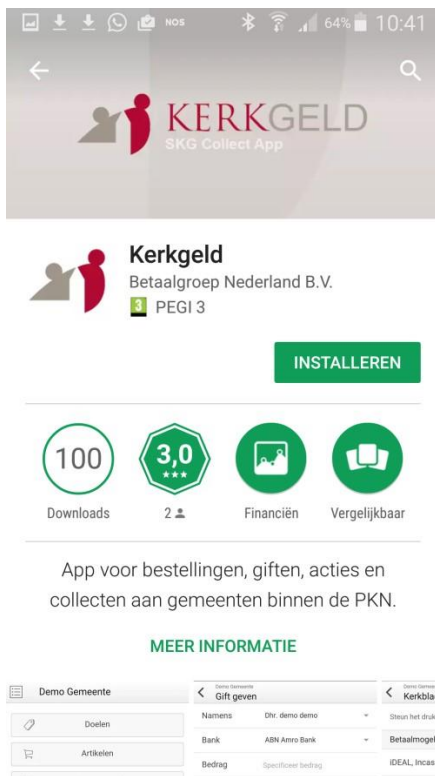 NOS 64% 10:41
KERKGELD
SKG Collect App
Kerkgeld
Betaalgroep Nederland B.V.
3 PEGI 3
INSTALLEREN
100
3,0
Downloads
2
Financiën
Vergelijkbaar
App voor bestellingen, giften, acties en
collecten aan gemeenten binnen de PKN.
MEER INFORMATIE
Demo Gemeente
Doelen
Artikelen
Demo Gemeente
Gift geven
Namens Dhr. demo demo
Bank ABN Amro Bank
Bedrag Specificeer bedrag
Demo Gemee
Kerkbla
Steun het druk
Betaalmogel
iDEAL, Incas